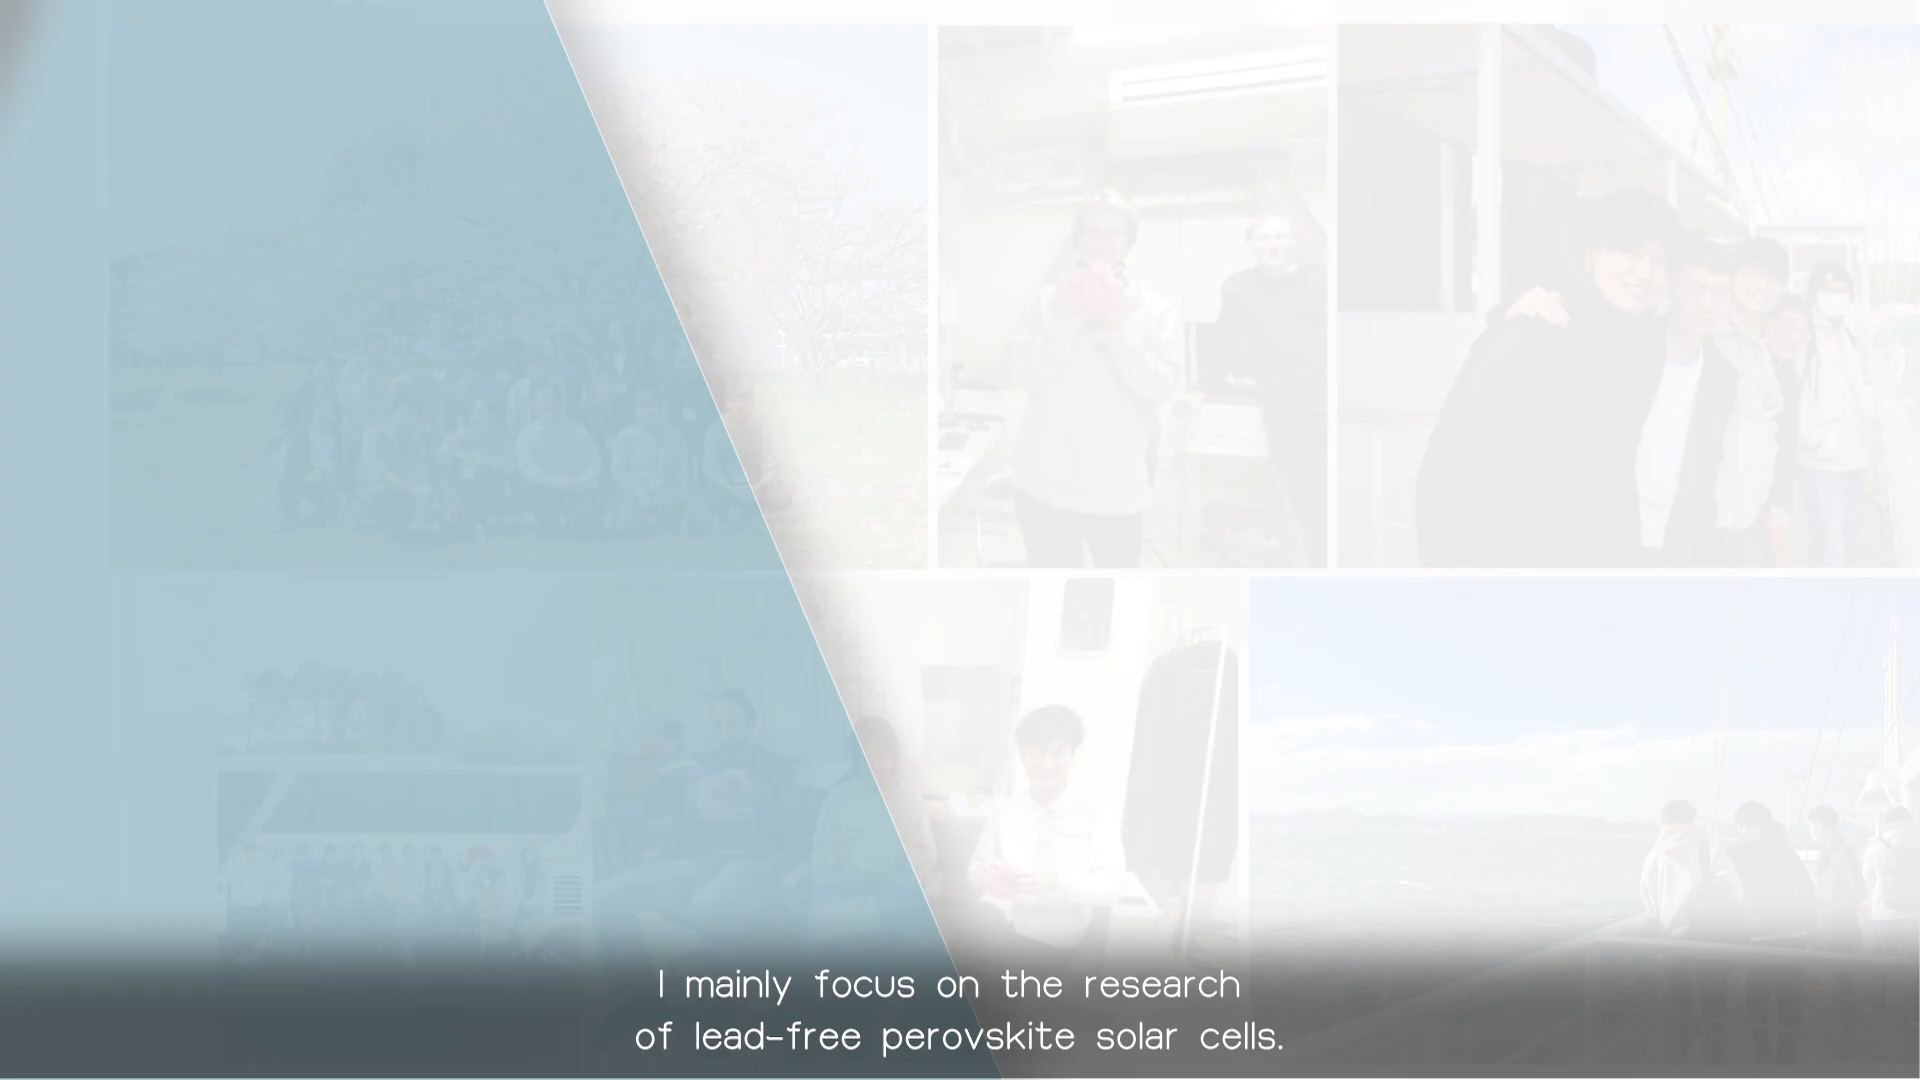 I mainly focus on the research
of lead-free perovskite solar cells.